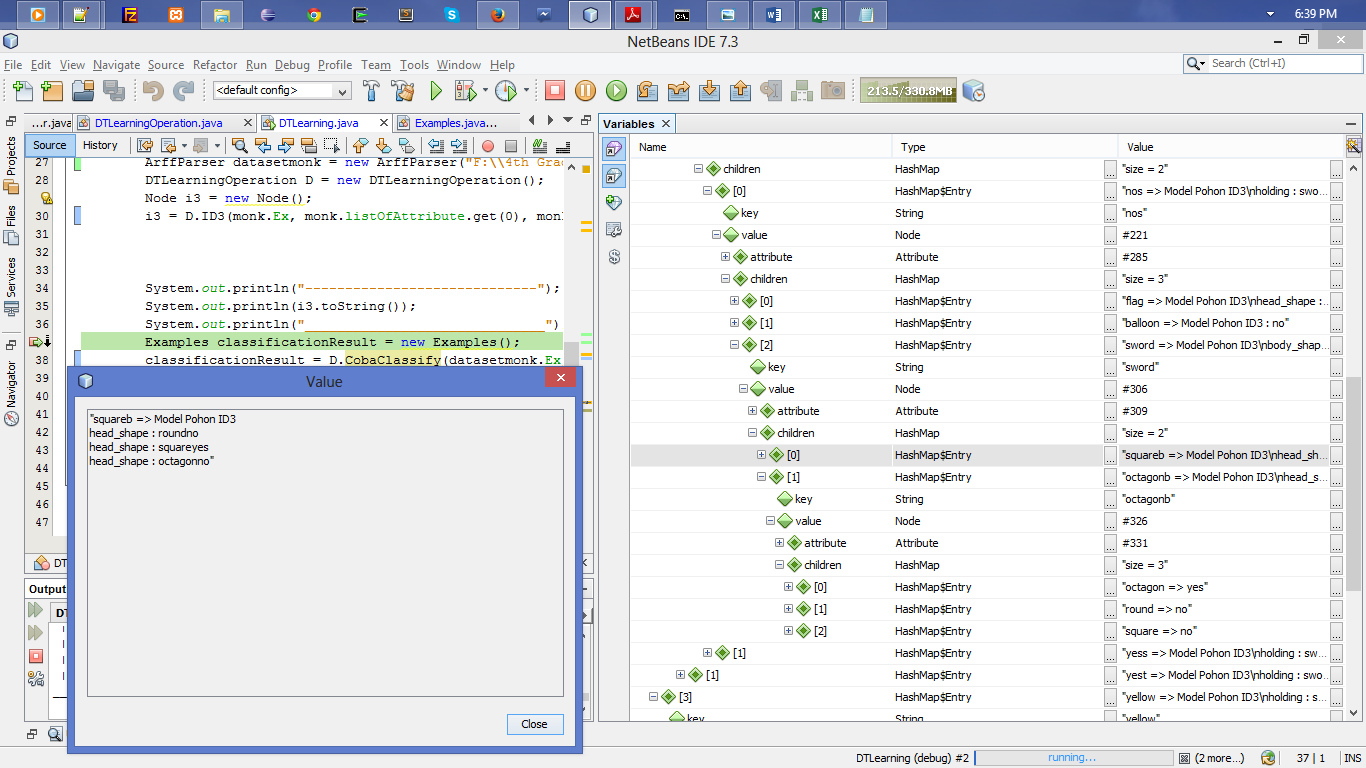 6:39 PM
NetBeans IDE 7.3
File Edit View Navigate Source Refactor Run Debug Profile Team Tools Window Help
Search (Ctrl+I)
<default config>
213.5/330.8MB
...r.java DTLearningOperation.java DTLearning.java Examples.java...
Source History
27 ArffParser datasetmonk = new ArffParser("F:\\4th Grad
28 DTLearningOperation D = new DTLearningOperation();
Node i3 = new Node();
30 i3 = D.ID3(monk.Ex, monk.listOfAttribute.get(0), monk
31
32
33
34 System.out.println("-----------------------------");
35 System.out.println(i3.toString());
36 System.out.println("______________________________")
Examples classificationResult = new Examples();
38 classificationResult = D.CobaClassify(datasetmonk.Ex
39
40
41
42
43
44
45
46
47
Projects
Files
Services
Navigator
DT
Output
DT
Value
"squareb => Model Pohon ID3
head_shape : roundno
head_shape : squareyes
head_shape : octagonno"
Close
Variables
Name Type Value
children HashMap "size = 2"
[0] HashMap$Entry "nos => Model Pohon ID3\nholding : swo...
key String "nos"
value Node #221
attribute Attribute #285
children HashMap "size = 3"
[0] HashMap$Entry "flag => Model Pohon ID3\nhead_shape :...
[1] HashMap$Entry "balloon => Model Pohon ID3 : no"
[2] HashMap$Entry "sword => Model Pohon ID3\nbody_shap...
key String "sword"
value Node #306
attribute Attribute #309
children HashMap "size = 2"
[0] HashMap$Entry "squareb => Model Pohon ID3\nhead_sh...
[1] HashMap$Entry "octagonb => Model Pohon ID3\nhead_s...
key String "octagonb"
value Node #326
attribute Attribute #331
children HashMap "size = 3"
[0] HashMap$Entry "octagon => yes"
[1] HashMap$Entry "round => no"
[2] HashMap$Entry "square => no"
[1] HashMap$Entry "yess => Model Pohon ID3\nholding : swo...
[1] HashMap$Entry "yest => Model Pohon ID3\nholding : swo...
[3] HashMap$Entry "yellow => Model Pohon ID3\nholding : s...
key String "yellow"
DTLearning (debug) #2 running... (2 more...) 37 | 1 INS